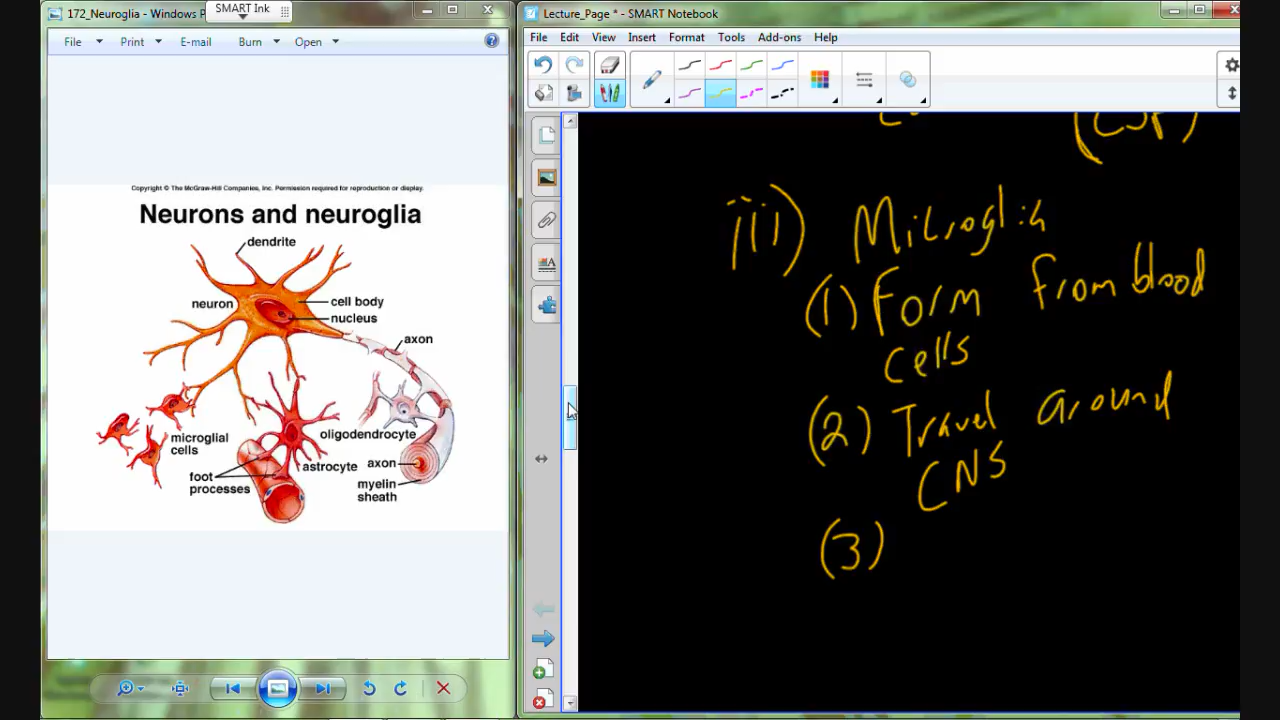 172_Neuroglia - Windows P
SMART Ink
File Print E-mail Burn Open
Copyright © The McGraw-Hill Companies, Inc. Permission required for reproduction or display.
Neurons and neuroglia
dendrite
neuron
cell body
nucleus
axon
microglial
cells
oligodendrocyte
foot
processes
astrocyte
axon
myelin
sheath
Lecture_Page * - SMART Notebook
File Edit View Insert Format Tools Add-ons Help
(CSF)
iii) Microglia
(1) Form from blood
cells
(2) Travel around
CNS
(3)